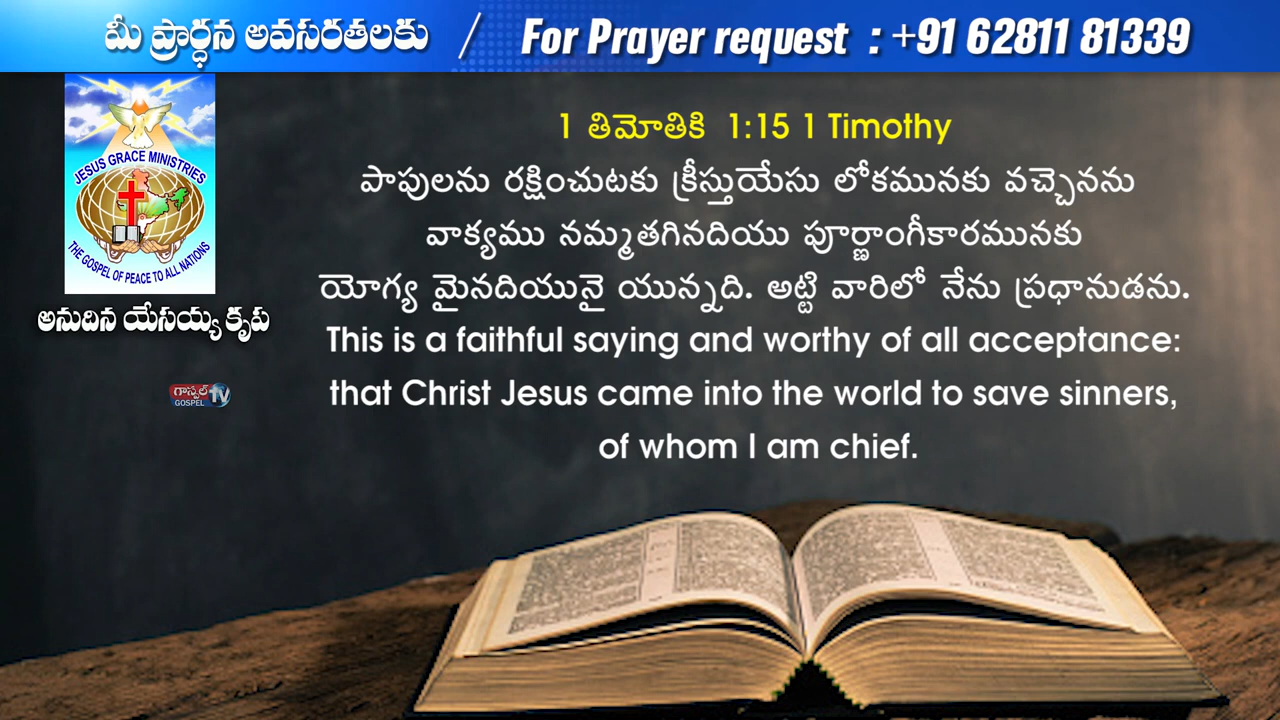 మీ ప్రార్ధన అవసరతలకు / For Prayer request : +91 62811 81339
JESUS GRACE MINISTRIES
THE GOSPEL OF PEACE TO ALL NATIONS
అనుదిన యేసయ్య కృప
గాస్పెల్ TV
GOSPEL
1 తిమోతికి 1:15 1 Timothy
పాపులను రక్షించుటకు క్రీస్తుయేసు లోకమునకు వచ్చెనను
వాక్యము నమ్మతగినదియు పూర్ణాంగీకారమునకు
యోగ్య మైనదియునై యున్నది. అట్టి వారిలో నేను ప్రధానుడను.
This is a faithful saying and worthy of all acceptance:
that Christ Jesus came into the world to save sinners,
of whom I am chief.